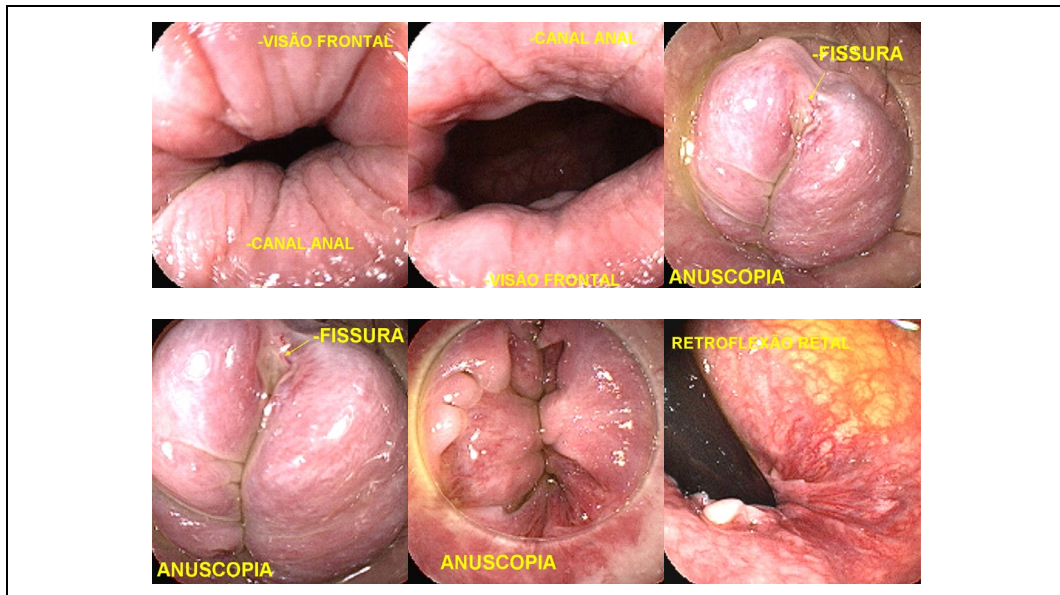 -VISÃO FRONTAL
-CANAL ANAL
-CANAL ANAL
-VISÃO FRONTAL
-FISSURA
ANUSCOPIA
-FISSURA
ANUSCOPIA
ANUSCOPIA
RETROFLEXÃO RETAL